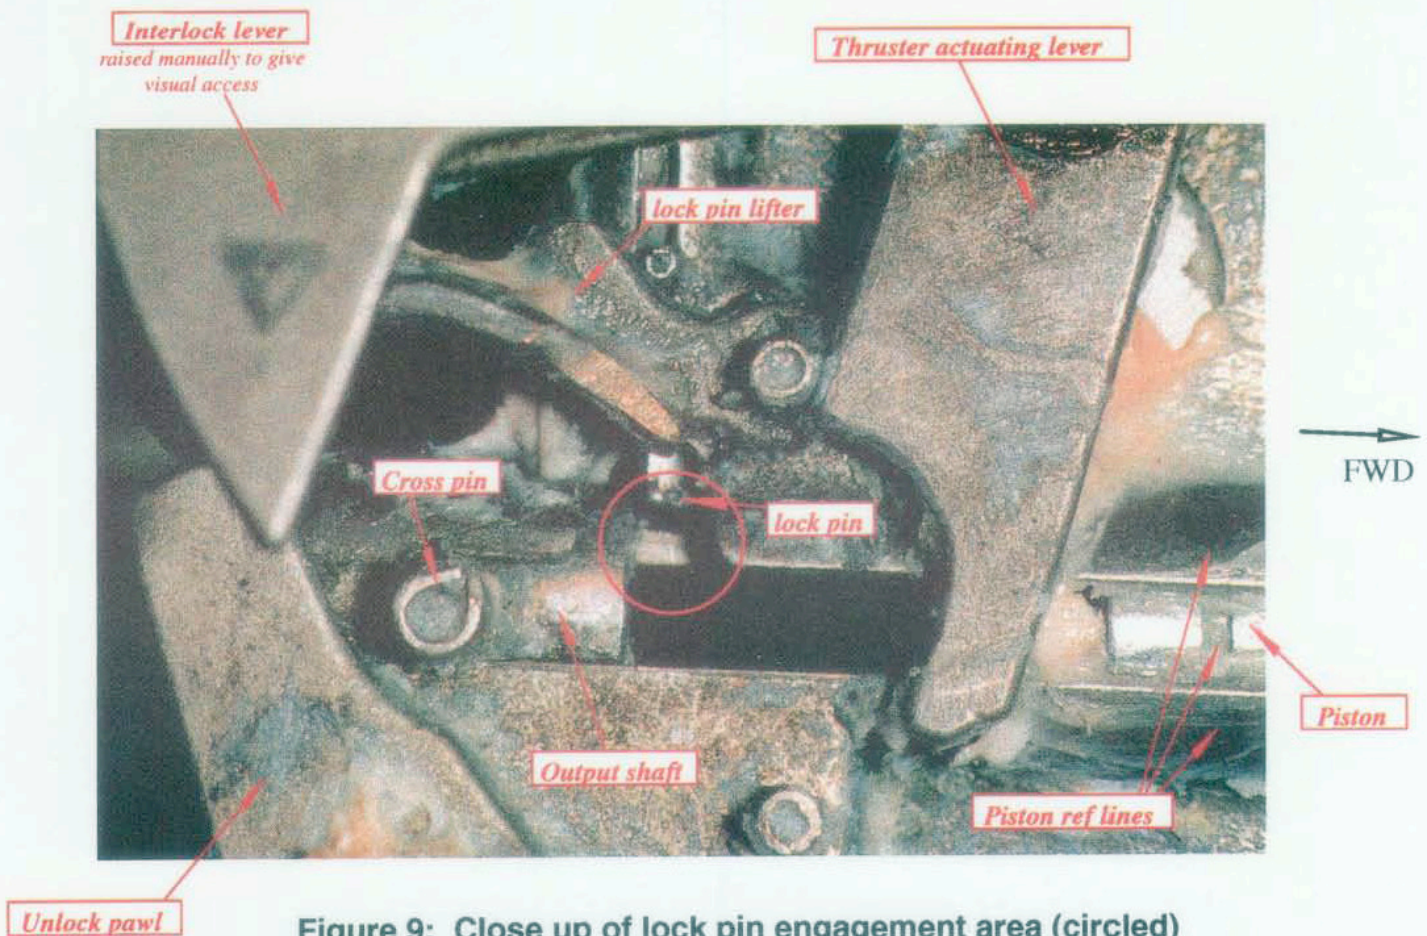 Interlock lever
raised manually to give
visual access
Thruster actuating lever
lock pin lifter
Cross pin
lock pin
FWD
Output shaft
Piston
Piston ref lines
Unlock pawl
Figure 9: Close up of lock pin engagement area (circled)